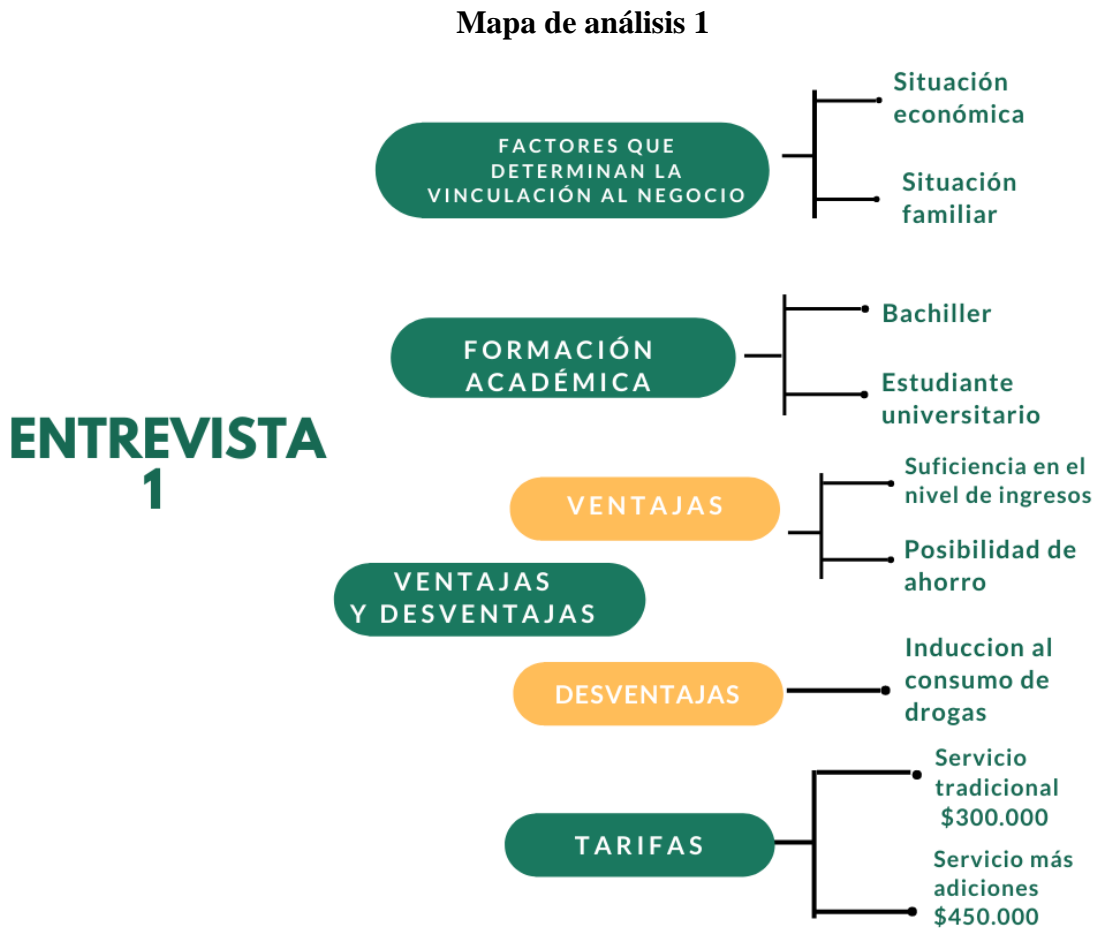 Mapa de análisis 1
ENTREVISTA
1
FACTORES QUE
DETERMINAN LA
VINCULACIÓN AL NEGOCIO
Situación
económica
Situación
familiar
FORMACIÓN
ACADÉMICA
Bachiller
Estudiante
universitario
VENTAJAS
Y DESVENTAJAS
VENTAJAS
Suficiencia en el
nivel de ingresos
Posibilidad de
ahorro
DESVENTAJAS
Induccion al
consumo de
drogas
TARIFAS
Servicio
tradicional
$300.000
Servicio más
adiciones
$450.000